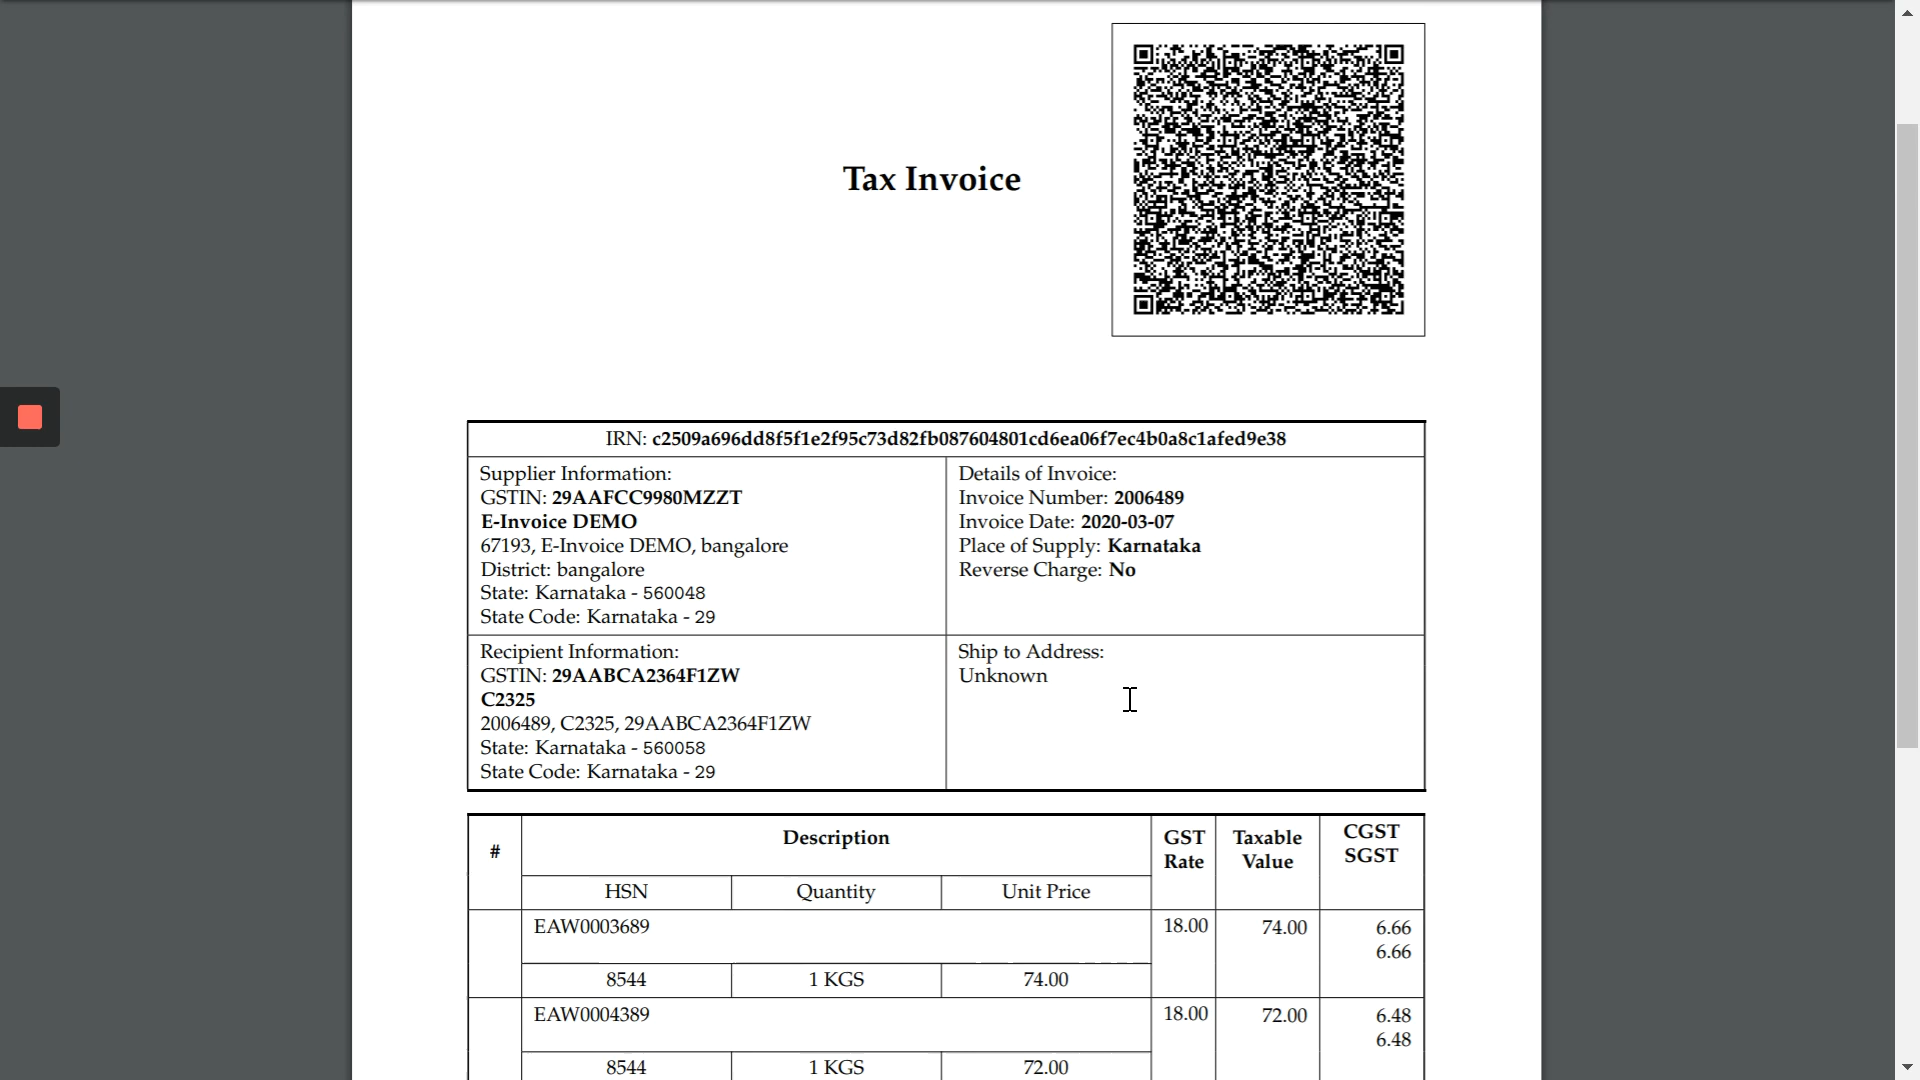 Tax Invoice
IRN: c2509a696dd8f5f1e2f95c73d82fb087604801cd6ea06f7ec4b0a8c1afed9e38
Supplier Information:
GSTIN: 29AAFCC9980MZZT
E-Invoice DEMO
67193, E-Invoice DEMO, bangalore
District: bangalore
State: Karnataka - 560048
State Code: Karnataka - 29
Details of Invoice:
Invoice Number: 2006489
Invoice Date: 2020-03-07
Place of Supply: Karnataka
Reverse Charge: No
Recipient Information:
GSTIN: 29AABCA2364F1ZW
C2325
2006489, C2325, 29AABCA2364F1ZW
State: Karnataka - 560058
State Code: Karnataka - 29
Ship to Address:
Unknown
# Description GST Rate Taxable Value CGST SGST
HSN Quantity Unit Price
EAW0003689 18.00 74.00 6.66
6.66
8544 1 KGS 74.00
EAW0004389 18.00 72.00 6.48
6.48
8544 1 KGS 72.00